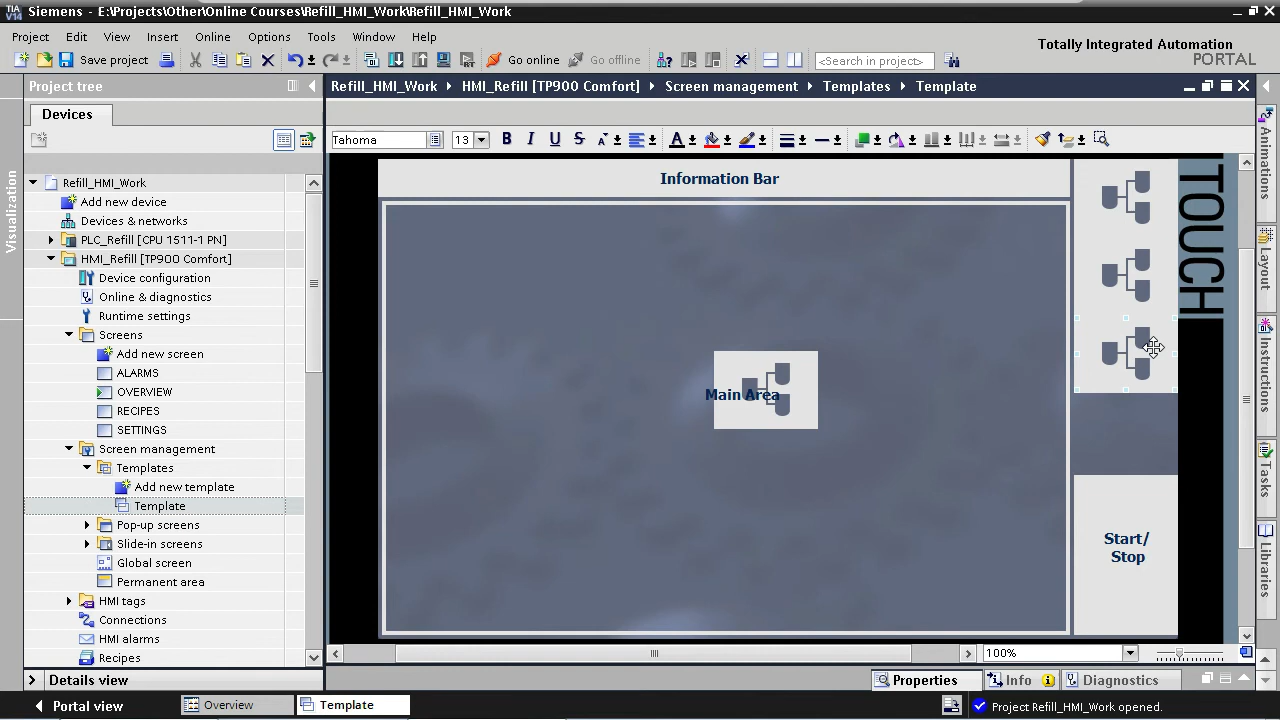 TIA
V14
Siemens - E:\Projects\Other\Online Courses\Refill_HMI_Work\Refill_HMI_Work
Project Edit View Insert Online Options Tools Window Help
Totally Integrated Automation
PORTAL
Save project
Go online
Go offline
<Search in project>
Project tree
Refill_HMI_Work
HMI_Refill [TP900 Comfort]
Screen management
Templates
Template
Devices
Visualization
Tahoma
13
B I U S A A
Refill_HMI_Work
Add new device
Devices & networks
PLC_Refill [CPU 1511-1 PN]
HMI_Refill [TP900 Comfort]
Device configuration
Online & diagnostics
Runtime settings
Screens
Add new screen
ALARMS
OVERVIEW
RECIPES
SETTINGS
Screen management
Templates
Add new template
Template
Pop-up screens
Slide-in screens
Global screen
Permanent area
HMI tags
Connections
HMI alarms
Recipes
Details view
Information Bar
Main Area
Start/
Stop
TOUCH
Animations
Layout
Instructions
Tasks
Libraries
100%
Properties
Info
Diagnostics
Portal view
Overview
Template
Project Refill_HMI_Work opened.